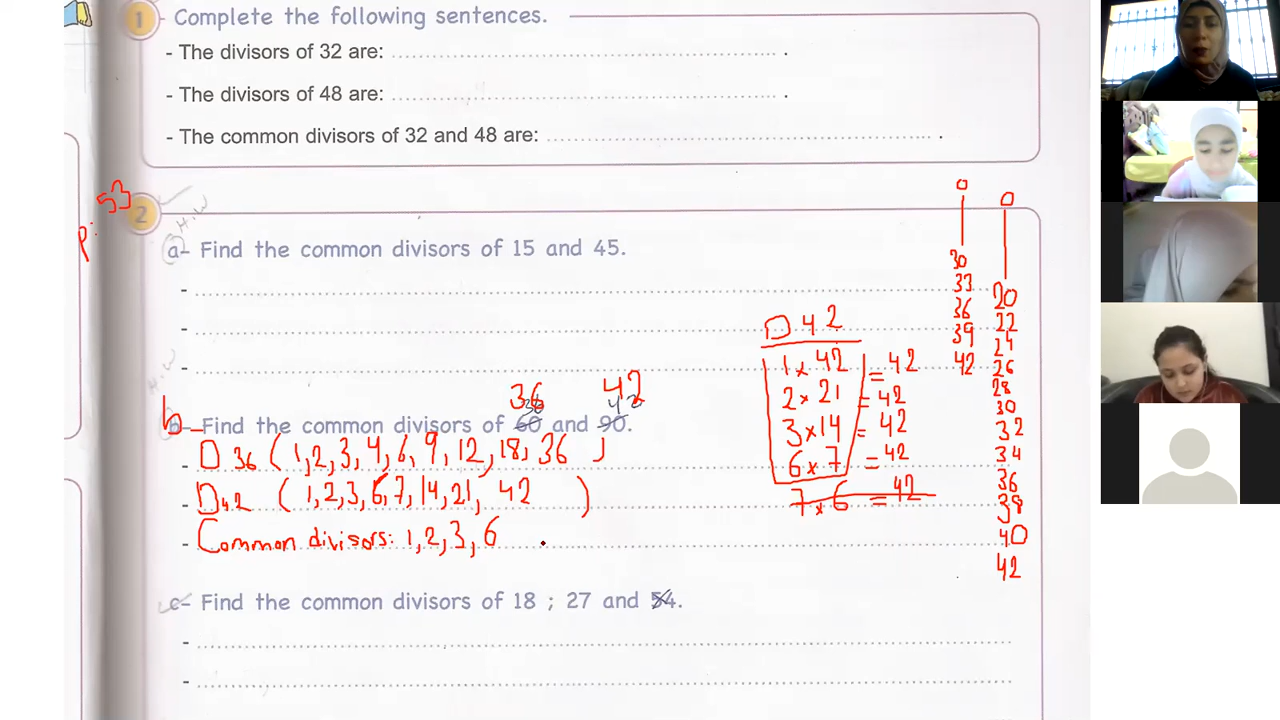 1 Complete the following sentences.
- The divisors of 32 are: .
- The divisors of 48 are: .
- The common divisors of 32 and 48 are: .
p: 53
2
H.W
a- Find the common divisors of 15 and 45.
-
-
-
H.W
36 42
b- Find the common divisors of 60 and 90.
D 36 ( 1, 2, 3, 4, 6, 9, 12, 18, 36 )
D42 ( 1, 2, 3, 6, 7, 14, 21, 42 )
Common divisors: 1, 2, 3, 6
c- Find the common divisors of 18 ; 27 and 54.
-
-
D 42
1 x 42 = 42
2 x 21 = 42
3 x 14 = 42
6 x 7 = 42
7 x 6 = 42
0
30
33
36
39
42
0
20
22
24
26
28
30
32
34
36
38
40
42